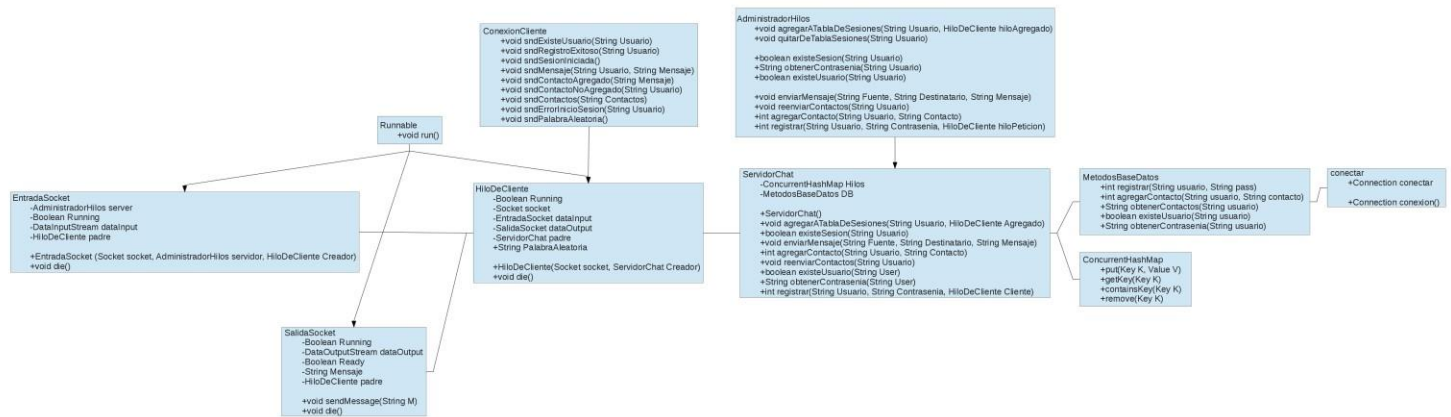 ConexionCliente
+void sndExisteUsuario(String Usuario)
+void sndRegistroExitoso(String Usuario)
+void sndSesionIniciada()
+void sndMensaje(String Usuario, String Mensaje)
+void sndContactoAgregado(String Mensaje)
+void sndContactoNoAgregado(String Usuario)
+void sndContactos(String Contactos)
+void sndErrorInicioSesion(String Usuario)
+void sndPalabraAleatoria()
AdministradorHilos
+void agregarATablaDeSesiones(String Usuario, HiloDeCliente hiloAgregado)
+void quitarDeTablaSesiones(String Usuario)
+boolean existeSesion(String Usuario)
+String obtenerContrasenia(String Usuario)
+boolean existeUsuario(String Usuario)
+void enviarMensaje(String Fuente, String Destinatario, String Mensaje)
+void reenviarContactos(String Usuario)
+int agregarContacto(String Usuario, String Contacto)
+int registrar(String Usuario, String Contrasenia, HiloDeCliente hiloPeticion)
Runnable
+void run()
EntradaSocket
-AdministradorHilos server
-Boolean Running
-DataInputStream dataInput
-HiloDeCliente padre
+EntradaSocket (Socket socket, AdministradorHilos servidor, HiloDeCliente Creador)
+void die()
HiloDeCliente
-Boolean Running
-Socket socket
-EntradaSocket dataInput
-SalidaSocket dataOutput
-ServidorChat padre
+String PalabraAleatoria
+HiloDeCliente(Socket socket, ServidorChat Creador)
+void die()
ServidorChat
-ConcurrentHashMap Hilos
-MetodosBaseDatos DB
+ServidorChat()
+void agregarATablaDeSesiones(String Usuario, HiloDeCliente Agregado)
+boolean existeSesion(String Usuario)
+void enviarMensaje(String Fuente, String Destinatario, String Mensaje)
+int agregarContacto(String Usuario, String Contacto)
+void reenviarContactos(String Usuario)
+boolean existeUsuario(String User)
+String obtenerContrasenia(String User)
+int registrar(String Usuario, String Contrasenia, HiloDeCliente Cliente)
MetodosBaseDatos
+int registrar(String usuario, String pass)
+int agregarContacto(String usuario, String contacto)
+String obtenerContactos(String usuario)
+boolean existeUsuario(String usuario)
+String obtenerContrasenia(String usuario)
conectar
+Connection conectar
+Connection conexion()
ConcurrentHashMap
+put(Key K, Value V)
+getKey(Key K)
+containsKey(Key K)
+remove(Key K)
SalidaSocket
-Boolean Running
-DataOutputStream dataOutput
-Boolean Ready
-String Mensaje
-HiloDeCliente padre
+void sendMessage(String M)
+void die()